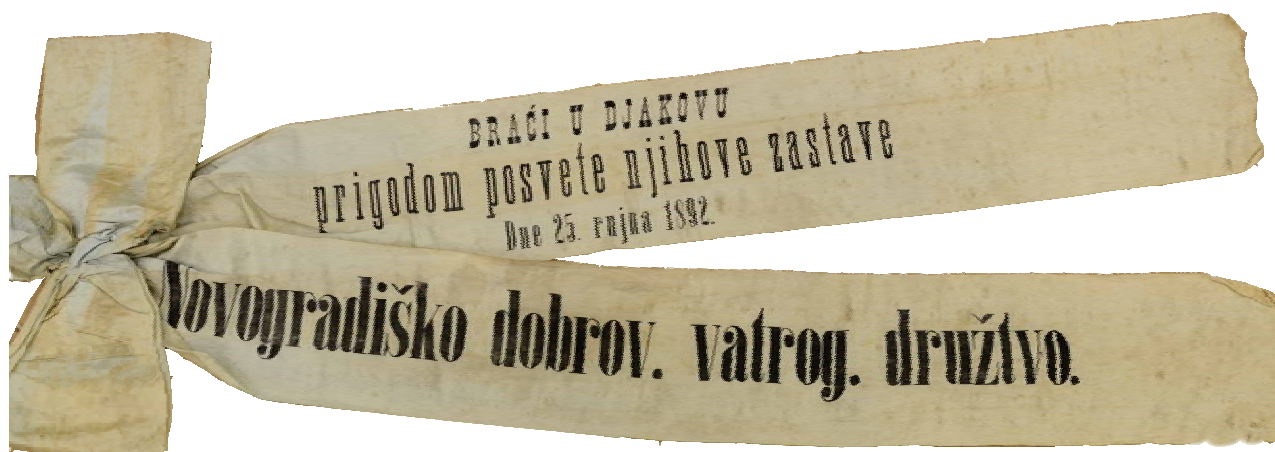 BRAĆI U DJAKOVU
prigodom posvete njihove zastave
Dne 25. rujna 1892.
Novogradiško dobrov. vatrog. družtvo.